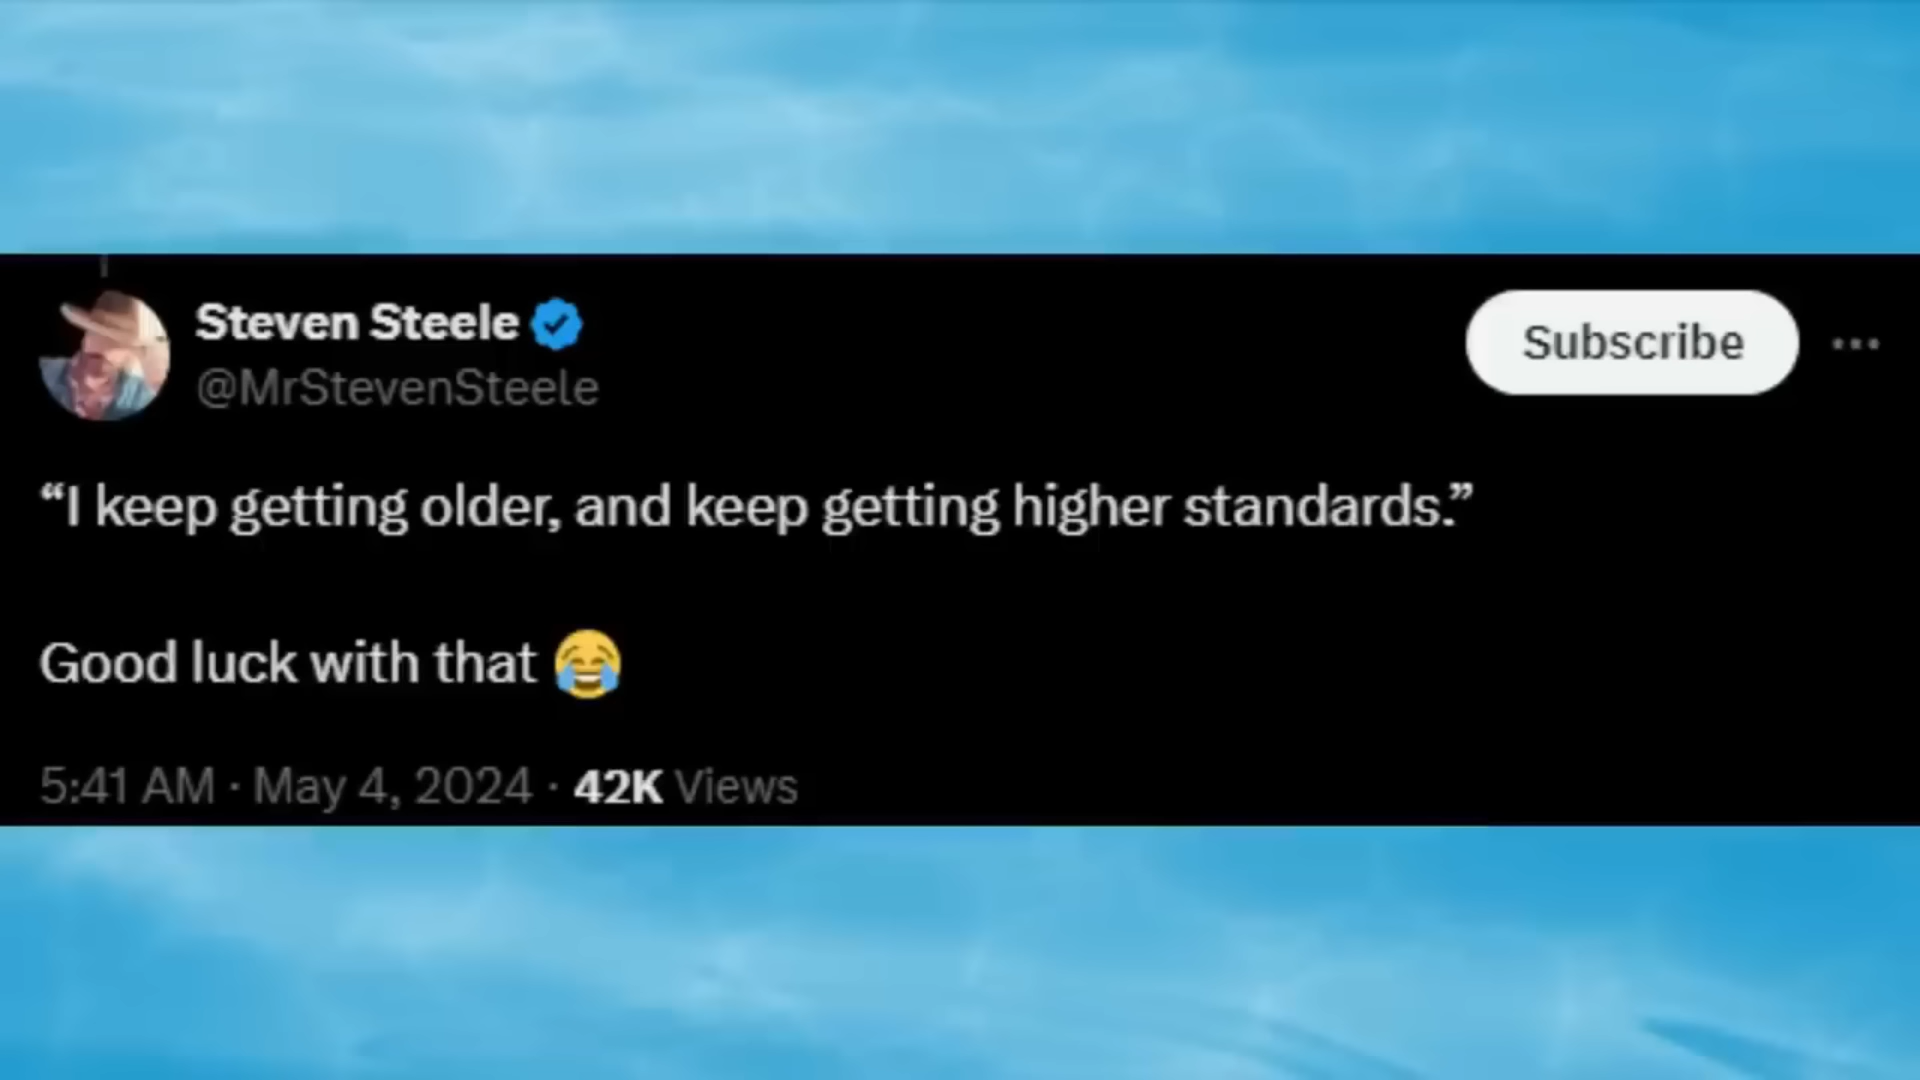 Steven Steele
Subscribe
@MrStevenSteele
“I keep getting older, and keep getting higher standards.”
Good luck with that 😂
5:41 AM · May 4, 2024 · 42K Views